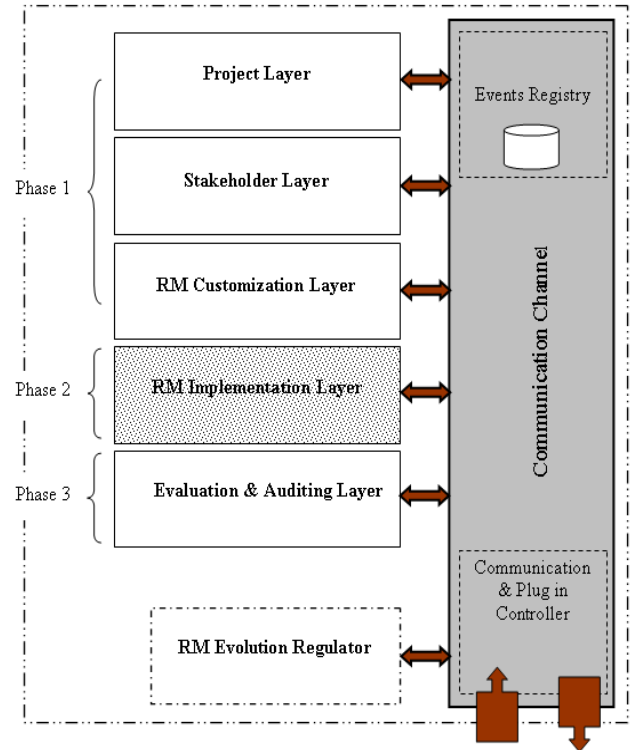 Project Layer
Events Registry
Phase 1
Stakeholder Layer
RM Customization Layer
Communication Channel
Phase 2
RM Implementation Layer
Phase 3
Evaluation & Auditing Layer
Communication
& Plug in
Controller
RM Evolution Regulator